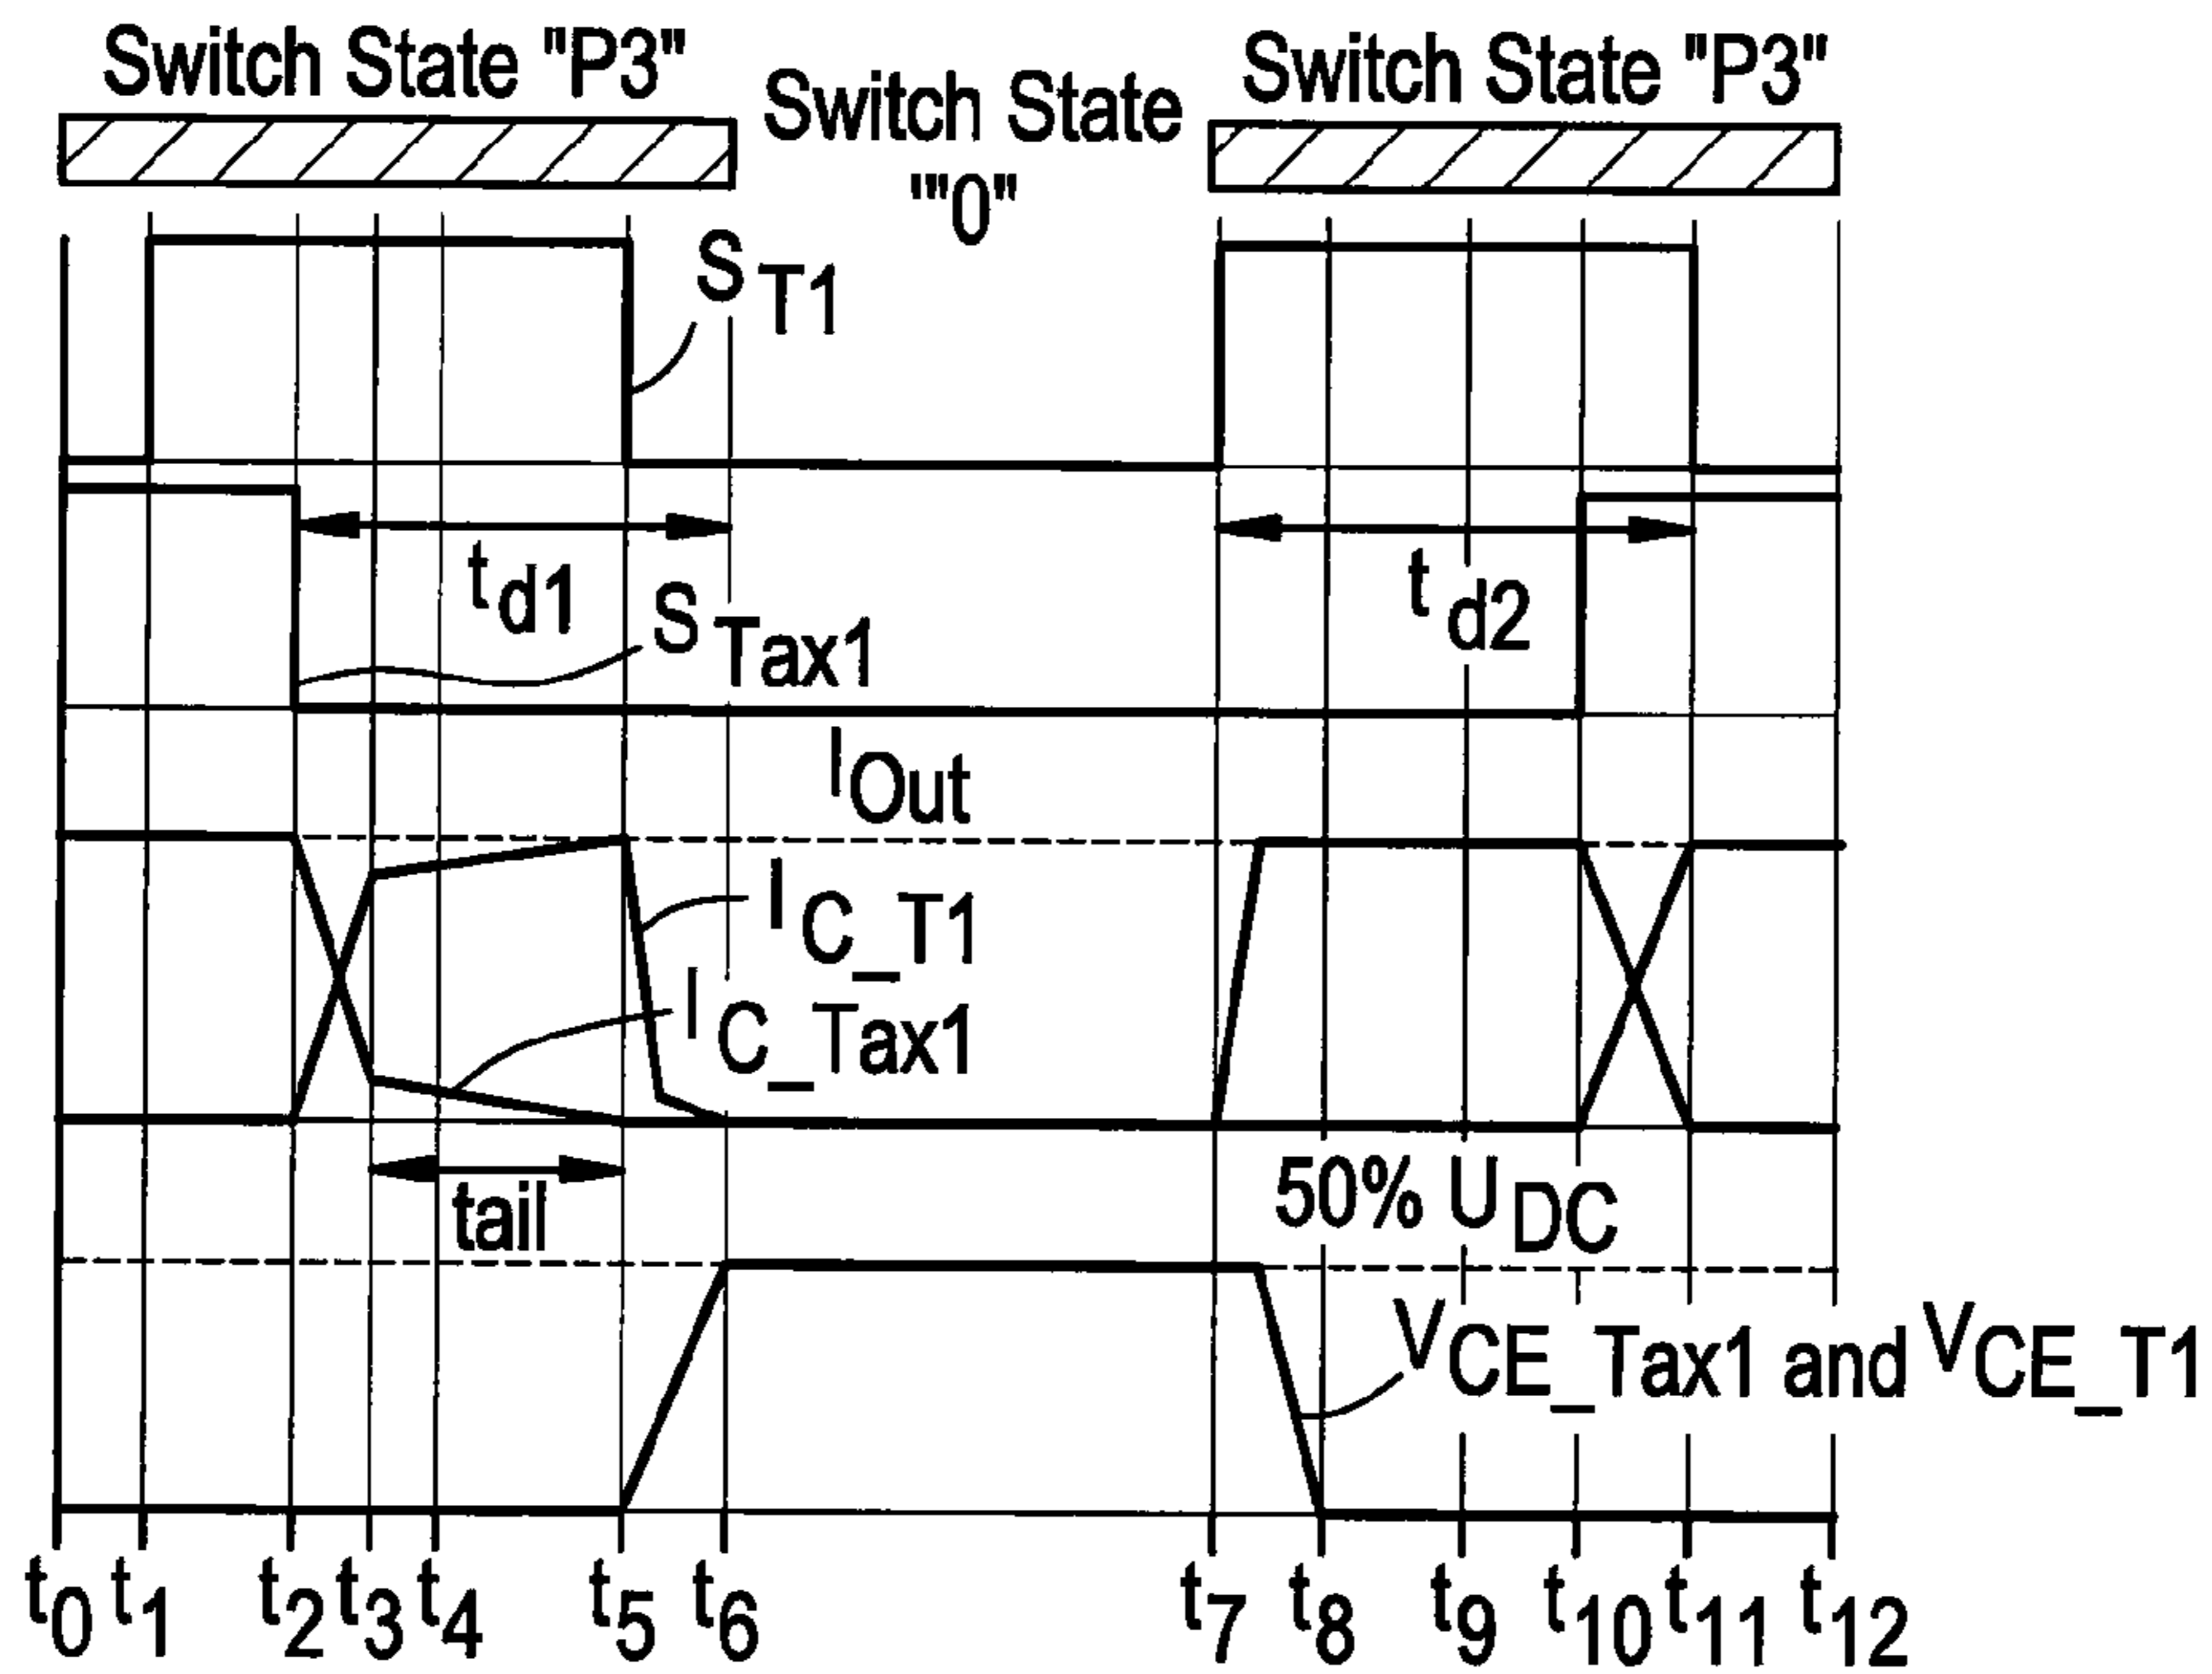 Switch State "P3"
Switch State
'"0"
Switch State "P3"
S T1
t d1
S Tax1
t d2
I Out
I C_T1
I C_Tax1
tail
50% U DC
V CE_Tax1 and V CE_T1
t0 t1 t2 t3 t4 t5 t6 t7 t8 t9 t10 t11 t12